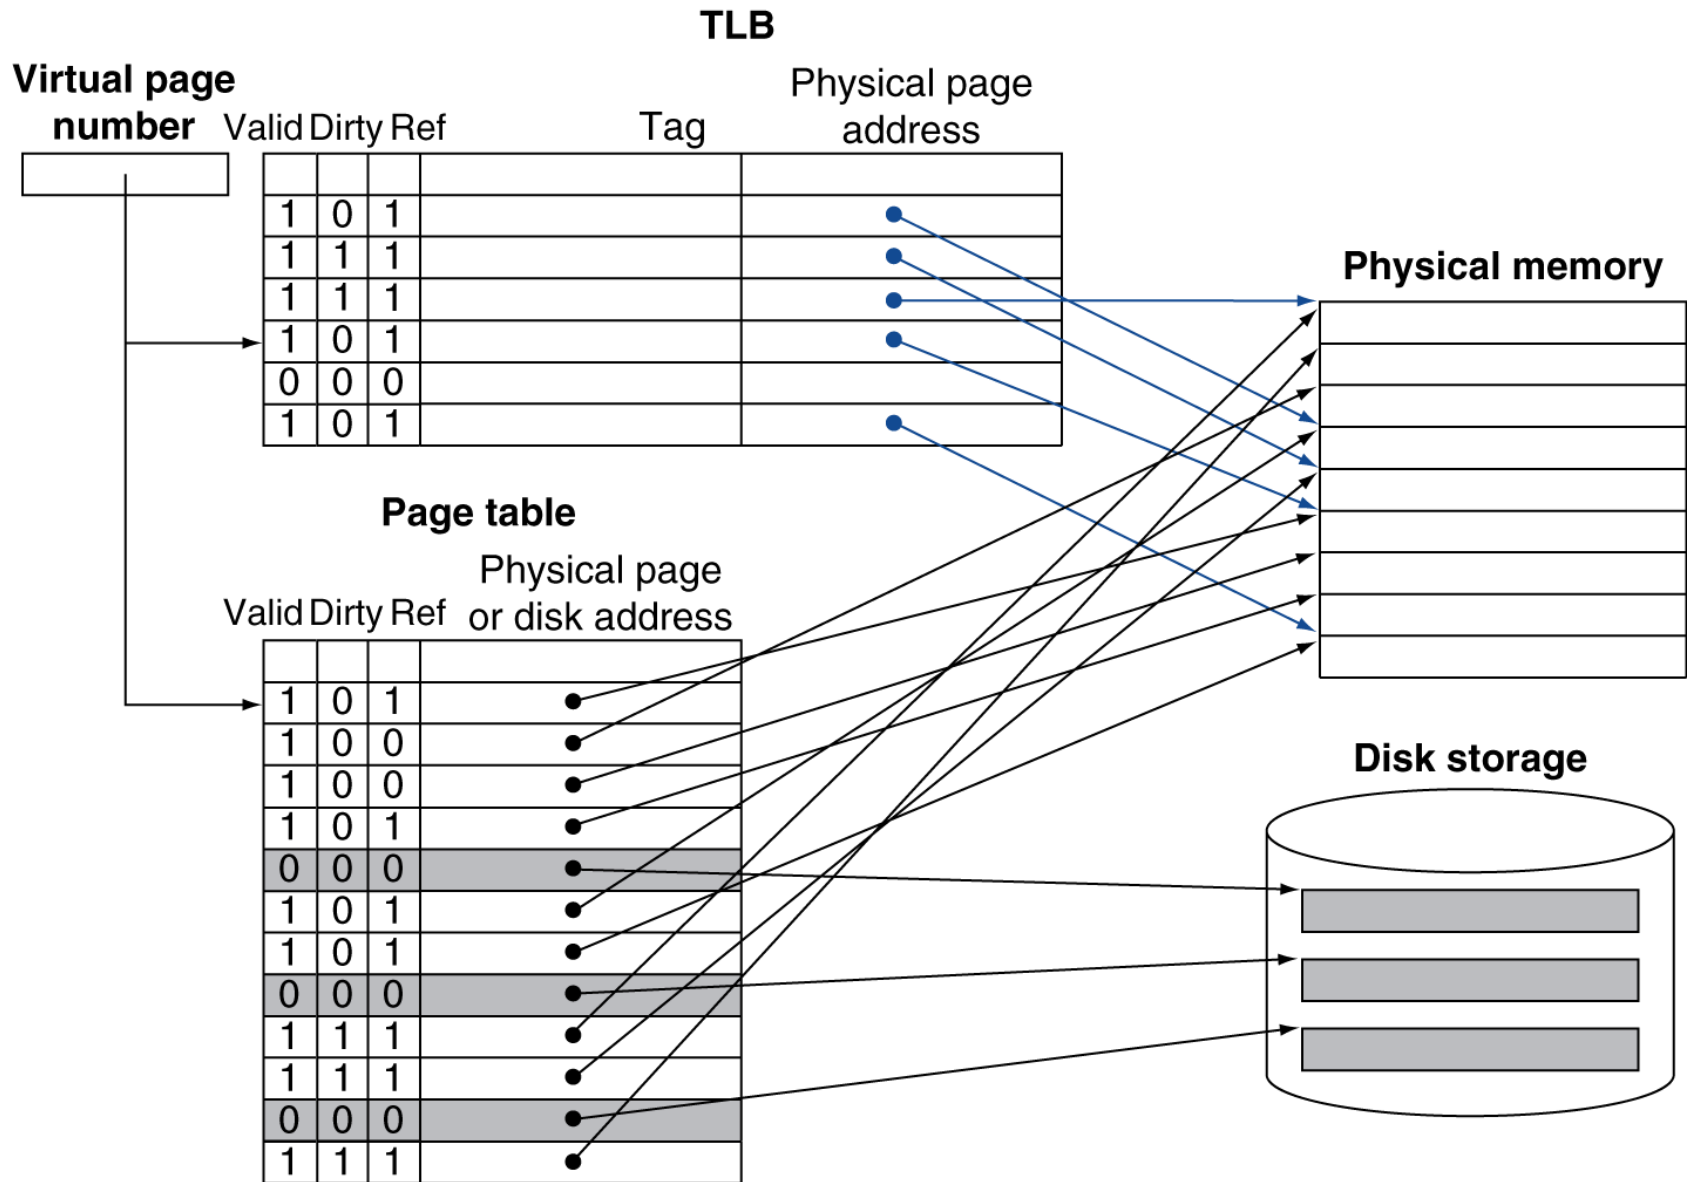 TLB
Virtual page
number
Valid Dirty Ref
Tag
Physical page
address
1 0 1
1 1 1
1 1 1
1 0 1
0 0 0
1 0 1
Physical memory
Page table
Physical page
or disk address
Valid Dirty Ref
1 0 1
1 0 0
1 0 0
1 0 1
0 0 0
1 0 1
1 0 1
0 0 0
1 1 1
1 1 1
0 0 0
1 1 1
Disk storage